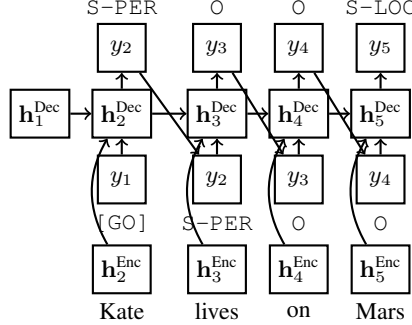 S-PER O O S-LOC
y2 y3 y4 y5
h1Dec h2Dec h3Dec h4Dec h5Dec
y1 y2 y3 y4
[GO] S-PER O O
h2Enc h3Enc h4Enc h5Enc
Kate lives on Mars